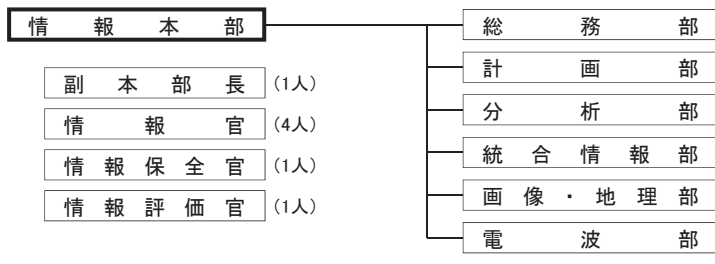 情報本部
副本部長 (1人)
情報官 (4人)
情報保全官 (1人)
情報評価官 (1人)
総務部
計画部
分析部
統合情報部
画像・地理部
電波部